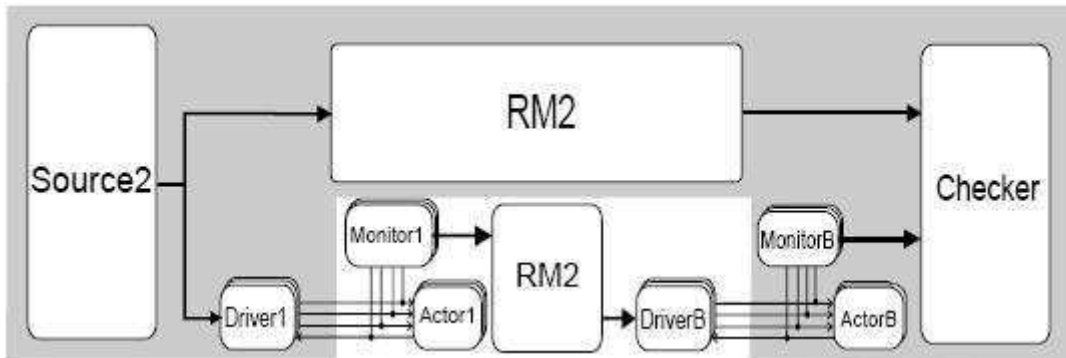 RM2
Source2
Checker
Monitor1
MonitorB
RM2
Driver1
Actor1
DriverB
ActorB